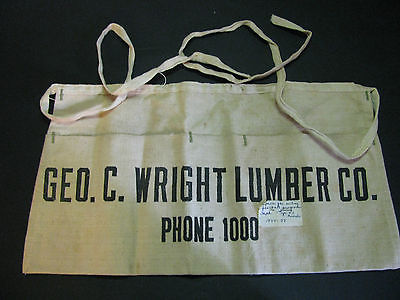 GEO. C. WRIGHT LUMBER CO.
PHONE 1000